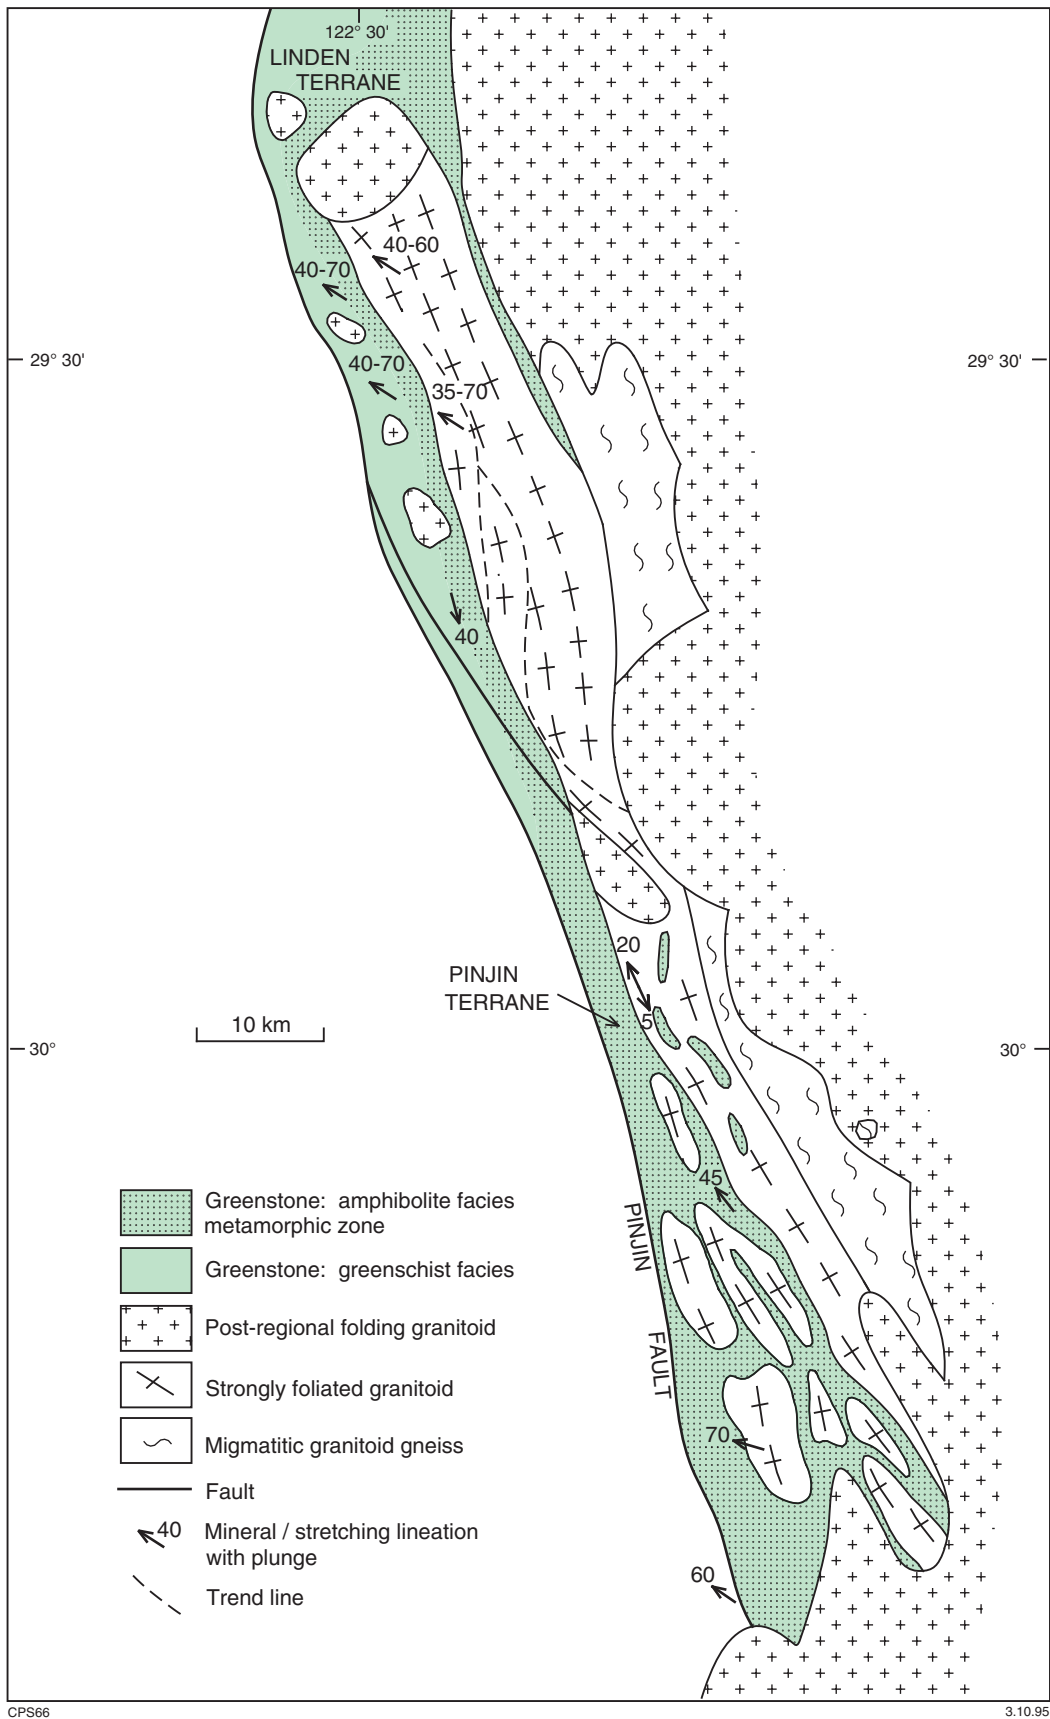 122° 30'
LINDEN
TERRANE
40-60
40-70
29° 30'
29° 30'
40-70
35-70
40
20
PINJIN
TERRANE
5
10 km
30°
30°
45
PINJIN
FAULT
70
60
Greenstone: amphibolite facies
metamorphic zone
Greenstone: greenschist facies
Post-regional folding granitoid
Strongly foliated granitoid
Migmatitic granitoid gneiss
Fault
40
Mineral / stretching lineation
with plunge
Trend line
CPS66
3.10.95